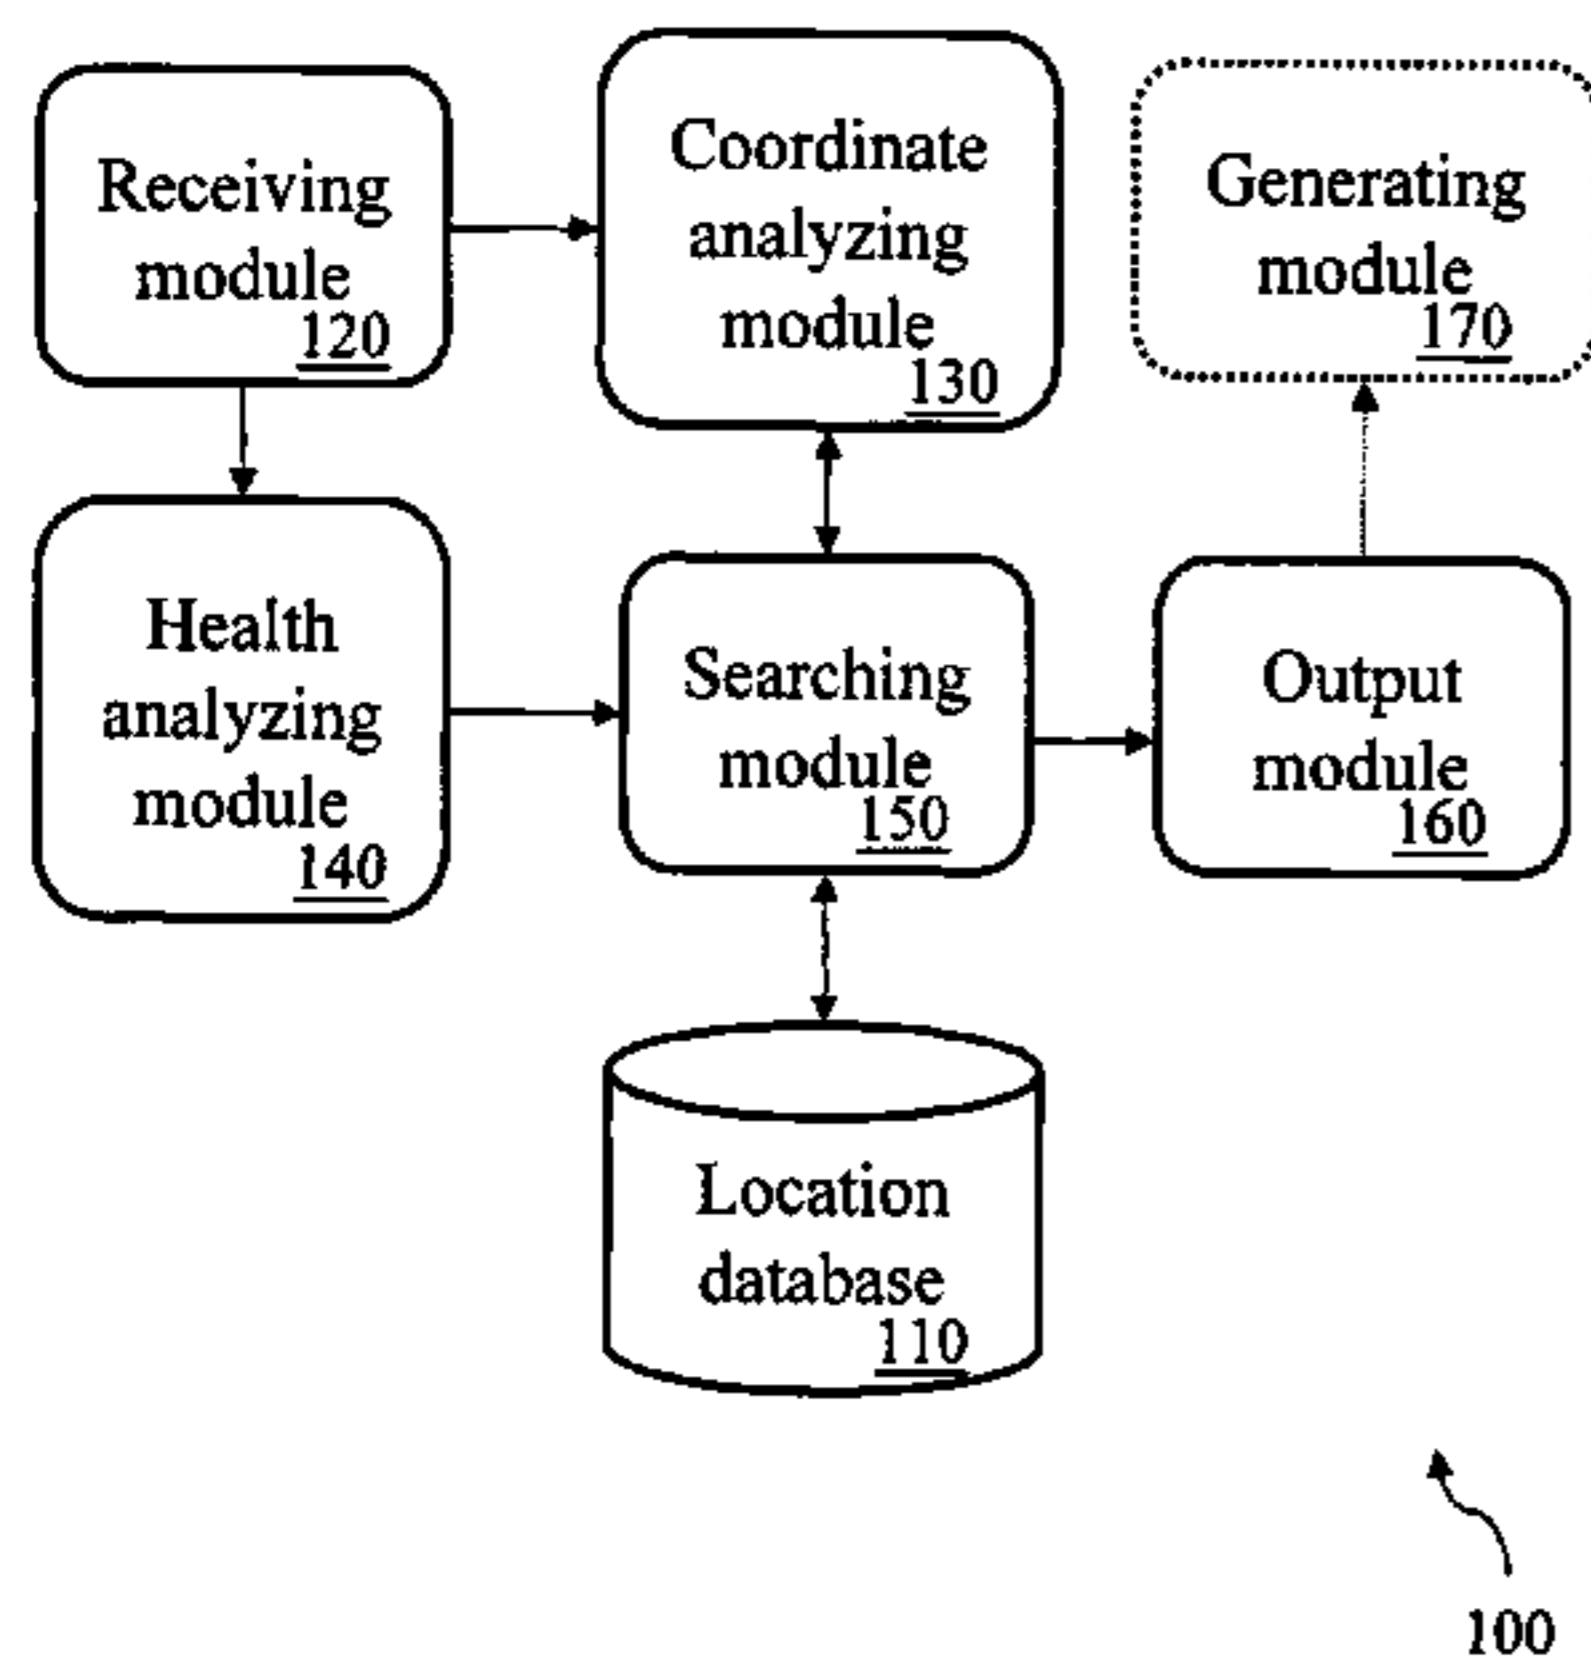 Receiving
module
120
Coordinate
analyzing
module
130
Generating
module
170
Health
analyzing
module
140
Searching
module
150
Output
module
160
Location
database
110
100